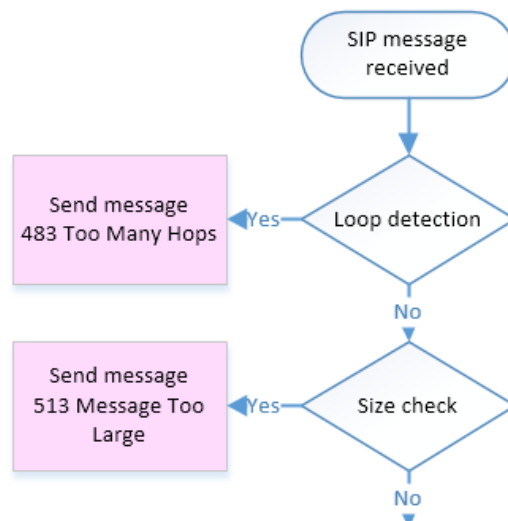 SIP message
received
Send message
483 Too Many Hops
Yes
Loop detection
No
Send message
513 Message Too
Large
Yes
Size check
No